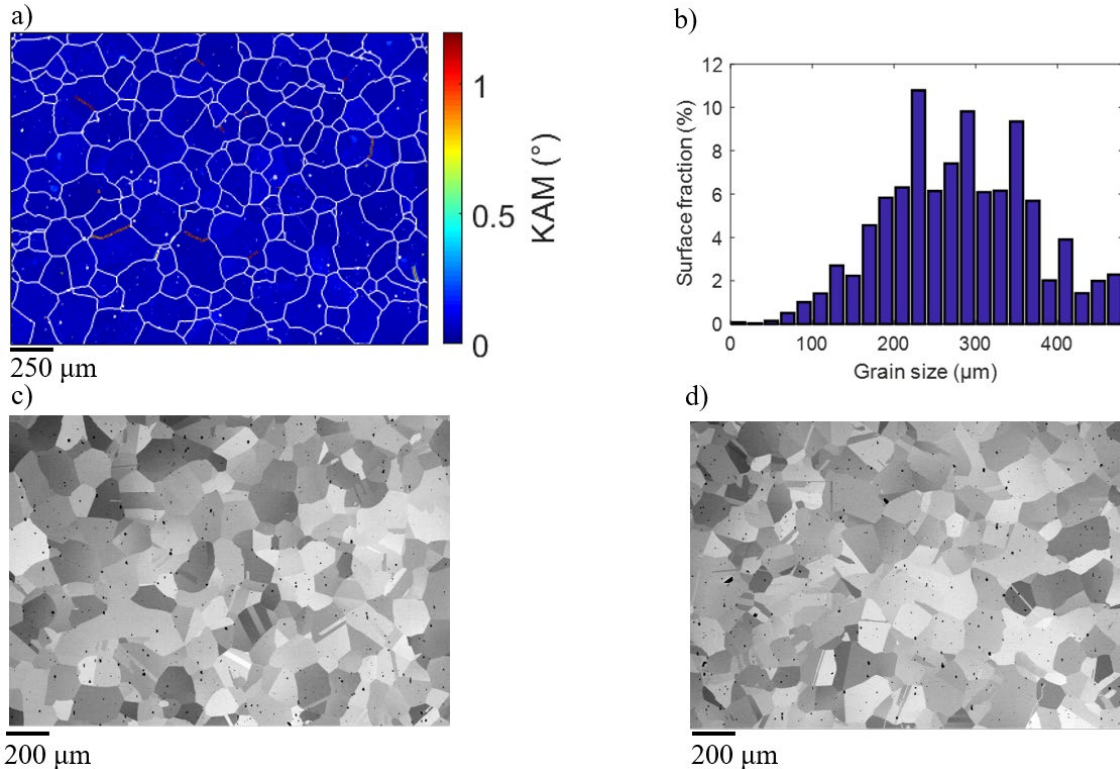 a)
1
0.5
0
KAM (°)
250 µm
b)
12
10
8
6
4
2
0
Surface fraction (%)
0 100 200 300 400
Grain size (µm)
c)
200 µm
d)
200 µm